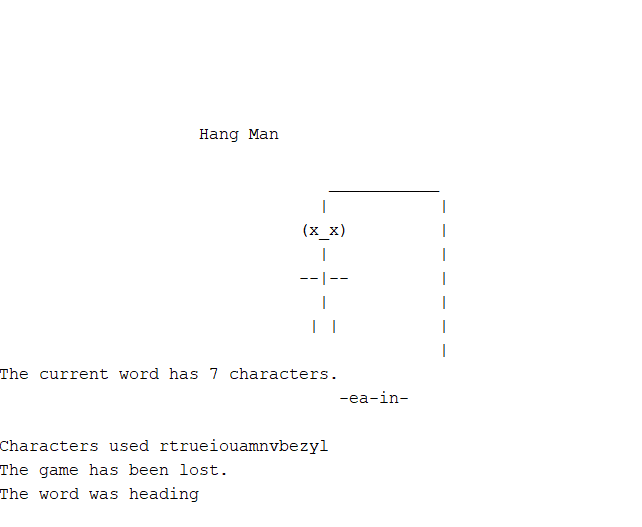 Hang Man
___________
| |
(x_x) |
| |
--|-- |
| |
| | |
|
The current word has 7 characters.
-ea-in-
Characters used rtrueiouamnvbezyl
The game has been lost.
The word was heading